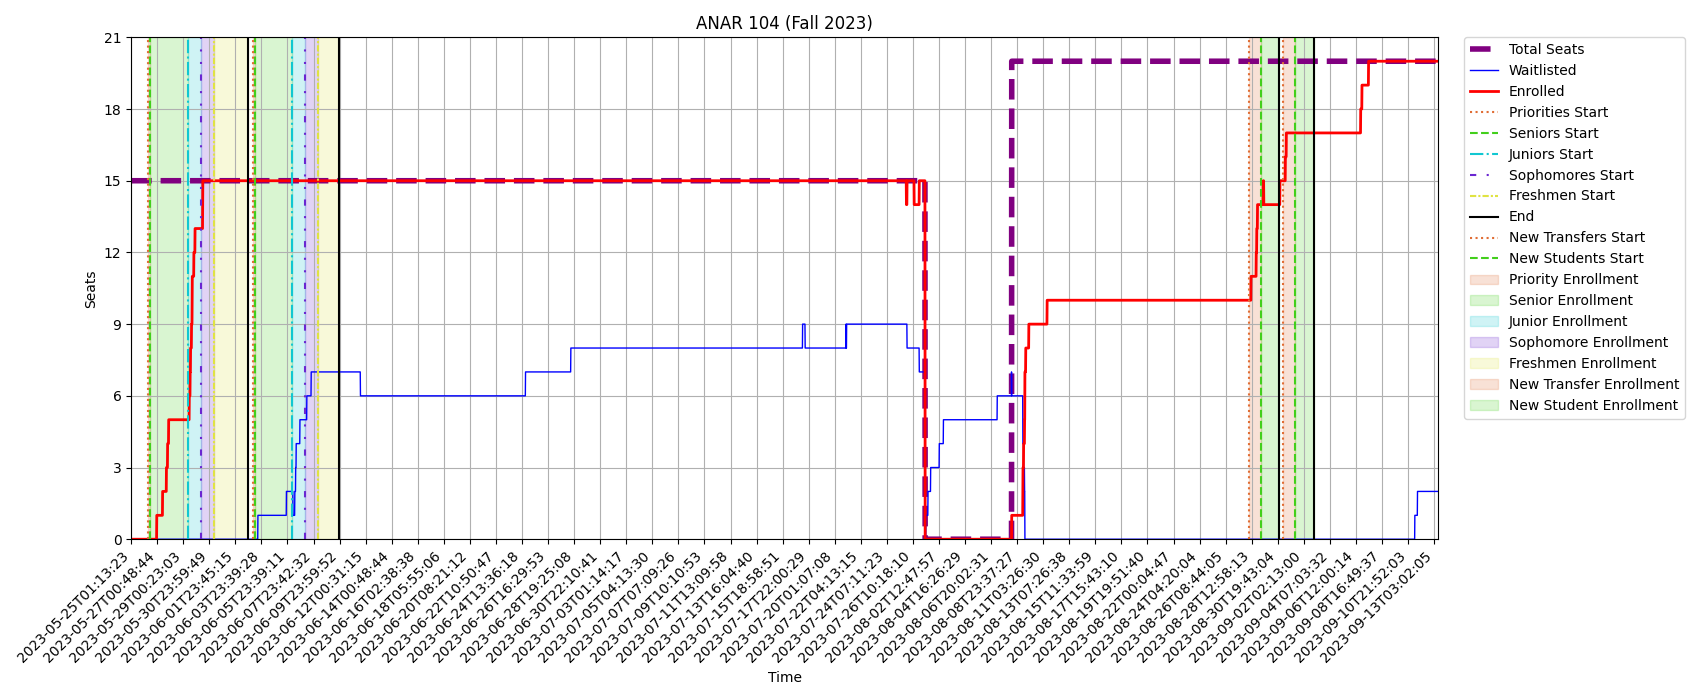 ANAR 104 (Fall 2023)
21
18
15
12
9
6
3
0
Seats
2023-05-25T01:13:23
2023-05-27T00:48:44
2023-05-29T00:23:03
2023-05-30T23:59:49
2023-06-01T23:45:15
2023-06-03T23:39:28
2023-06-05T23:39:11
2023-06-07T23:42:32
2023-06-09T23:59:52
2023-06-12T00:31:15
2023-06-14T00:48:44
2023-06-16T02:38:38
2023-06-18T05:55:06
2023-06-20T08:21:12
2023-06-22T10:50:47
2023-06-24T13:36:18
2023-06-26T16:29:53
2023-06-28T19:25:08
2023-06-30T22:10:41
2023-07-03T01:14:17
2023-07-05T04:13:30
2023-07-07T07:09:26
2023-07-09T10:10:53
2023-07-11T13:09:58
2023-07-13T16:04:40
2023-07-15T18:58:51
2023-07-17T22:00:29
2023-07-20T01:07:08
2023-07-22T04:13:15
2023-07-24T07:11:23
2023-07-26T10:18:10
2023-08-02T12:47:57
2023-08-04T16:26:29
2023-08-06T20:02:31
2023-08-08T23:37:27
2023-08-11T03:26:30
2023-08-13T07:26:38
2023-08-15T11:33:59
2023-08-17T15:43:10
2023-08-19T19:51:40
2023-08-22T00:04:47
2023-08-24T04:20:04
2023-08-26T08:44:05
2023-08-28T12:58:13
2023-08-30T19:43:04
2023-09-02T02:13:00
2023-09-04T07:03:32
2023-09-06T12:00:14
2023-09-08T16:49:37
2023-09-10T21:52:03
2023-09-13T03:02:05
Time
Total Seats
Waitlisted
Enrolled
Priorities Start
Seniors Start
Juniors Start
Sophomores Start
Freshmen Start
End
New Transfers Start
New Students Start
Priority Enrollment
Senior Enrollment
Junior Enrollment
Sophomore Enrollment
Freshmen Enrollment
New Transfer Enrollment
New Student Enrollment